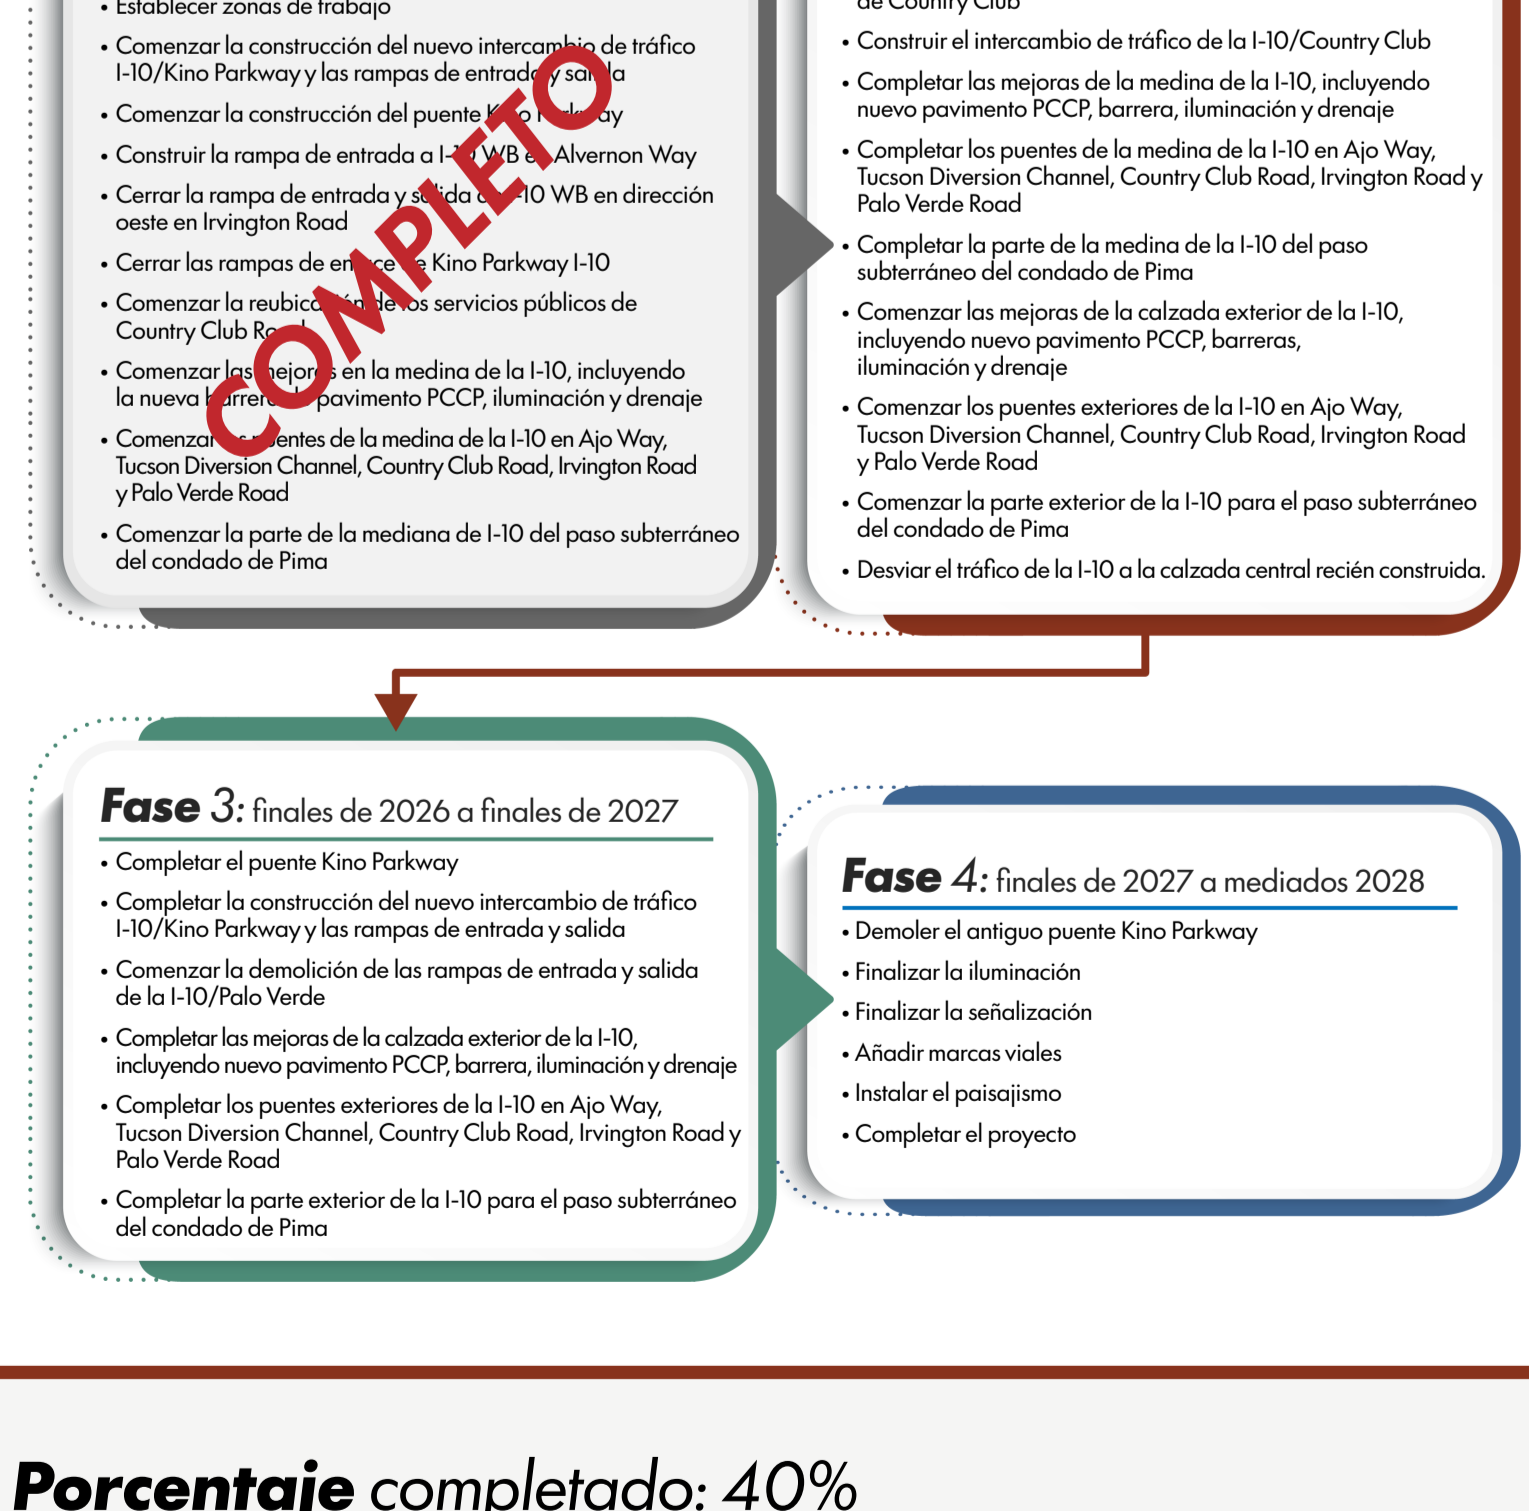 • Establecer zonas de trabajo
• Comenzar la construcción del nuevo intercambio de tráfico
I-10/Kino Parkway y las rampas de entrada y salida
• Comenzar la construcción del puente Kino Parkway
• Construir la rampa de entrada a I-10 WB en Alvernon Way
• Cerrar la rampa de entrada y salida de I-10 WB en dirección
oeste en Irvington Road
• Cerrar las rampas de enlace de Kino Parkway I-10
• Comenzar la reubicación de los servicios públicos de
Country Club Road
• Comenzar las mejoras en la medina de la I-10, incluyendo
la nueva barrera de pavimento PCCP, iluminación y drenaje
• Comenzar los puentes de la medina de la I-10 en Ajo Way,
Tucson Diversion Channel, Country Club Road, Irvington Road
y Palo Verde Road
• Comenzar la parte de la mediana de I-10 del paso subterráneo
del condado de Pima
COMPLETO
de Country Club
• Construir el intercambio de tráfico de la I-10/Country Club
• Completar las mejoras de la medina de la I-10, incluyendo
nuevo pavimento PCCP, barrera, iluminación y drenaje
• Completar los puentes de la medina de la I-10 en Ajo Way,
Tucson Diversion Channel, Country Club Road, Irvington Road y
Palo Verde Road
• Completar la parte de la medina de la I-10 del paso
subterráneo del condado de Pima
• Comenzar las mejoras de la calzada exterior de la I-10,
incluyendo nuevo pavimento PCCP, barreras,
iluminación y drenaje
• Comenzar los puentes exteriores de la I-10 en Ajo Way,
Tucson Diversion Channel, Country Club Road, Irvington Road
y Palo Verde Road
• Comenzar la parte exterior de la I-10 para el paso subterráneo
del condado de Pima
• Desviar el tráfico de la I-10 a la calzada central recién construida.
Fase 3: finales de 2026 a finales de 2027
• Completar el puente Kino Parkway
• Completar la construcción del nuevo intercambio de tráfico
I-10/Kino Parkway y las rampas de entrada y salida
• Comenzar la demolición de las rampas de entrada y salida
de la I-10/Palo Verde
• Completar las mejoras de la calzada exterior de la I-10,
incluyendo nuevo pavimento PCCP, barrera, iluminación y drenaje
• Completar los puentes exteriores de la I-10 en Ajo Way,
Tucson Diversion Channel, Country Club Road, Irvington Road y
Palo Verde Road
• Completar la parte exterior de la I-10 para el paso subterráneo
del condado de Pima
Fase 4: finales de 2027 a mediados 2028
• Demoler el antiguo puente Kino Parkway
• Finalizar la iluminación
• Finalizar la señalización
• Añadir marcas viales
• Instalar el paisajismo
• Completar el proyecto
Porcentaje completado: 40%